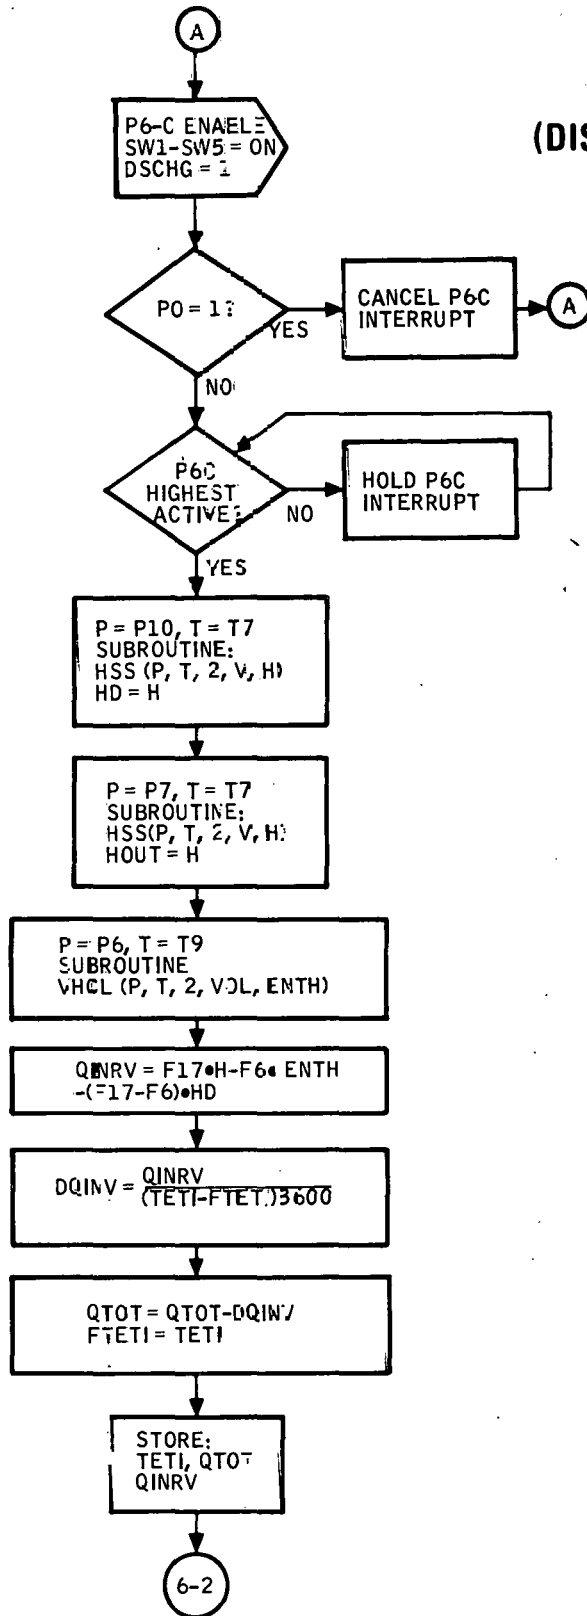 A
P6-C ENABLE
SW1-SW5 = ON
DSCHG = 1
(DIS
P0 = 1?
YES
CANCEL P6C
INTERRUPT
A
NO
P6C
HIGHEST
ACTIVE?
NO
HOLD P6C
INTERRUPT
YES
P = P10, T = T7
SUBROUTINE:
HSS (P, T, 2, V, H)
HD = H
P = P7, T = T7
SUBROUTINE:
HSS(P, T, 2, V, H)
HOUT = H
P = P6, T = T9
SUBROUTINE
VHCL (P, T, 2, VOL, ENTH)
QINRV = F17•H-F6• ENTH
-(F17-F6)•HD
DQINV = QINRV
(TETI-FTETI)3600
QTOT = QTOT-DQINV
FTETI = TETI
STORE:
TETI, QTOT
QINRV
6-2